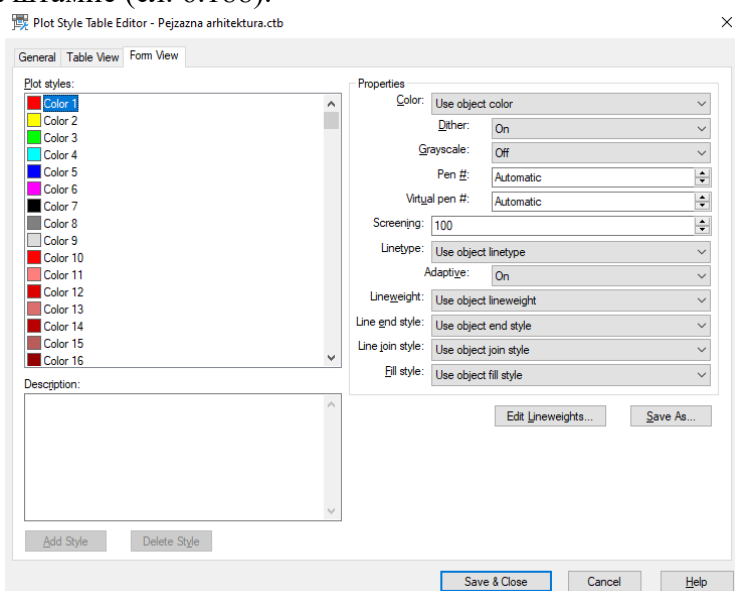 штампе (сл. 6.188).
Plot Style Table Editor - Pejzazna arhitektura.ctb
General Table View Form View
Plot styles:
Color 1
Color 2
Color 3
Color 4
Color 5
Color 6
Color 7
Color 8
Color 9
Color 10
Color 11
Color 12
Color 13
Color 14
Color 15
Color 16
Description:
Add Style Delete Style
Properties
Color: Use object color
Dither: On
Grayscale: Off
Pen #: Automatic
Virtual pen #: Automatic
Screening: 100
Linetype: Use object linetype
Adaptive: On
Lineweight: Use object lineweight
Line end style: Use object end style
Line join style: Use object join style
Fill style: Use object fill style
Edit Lineweights... Save As...
Save & Close Cancel Help